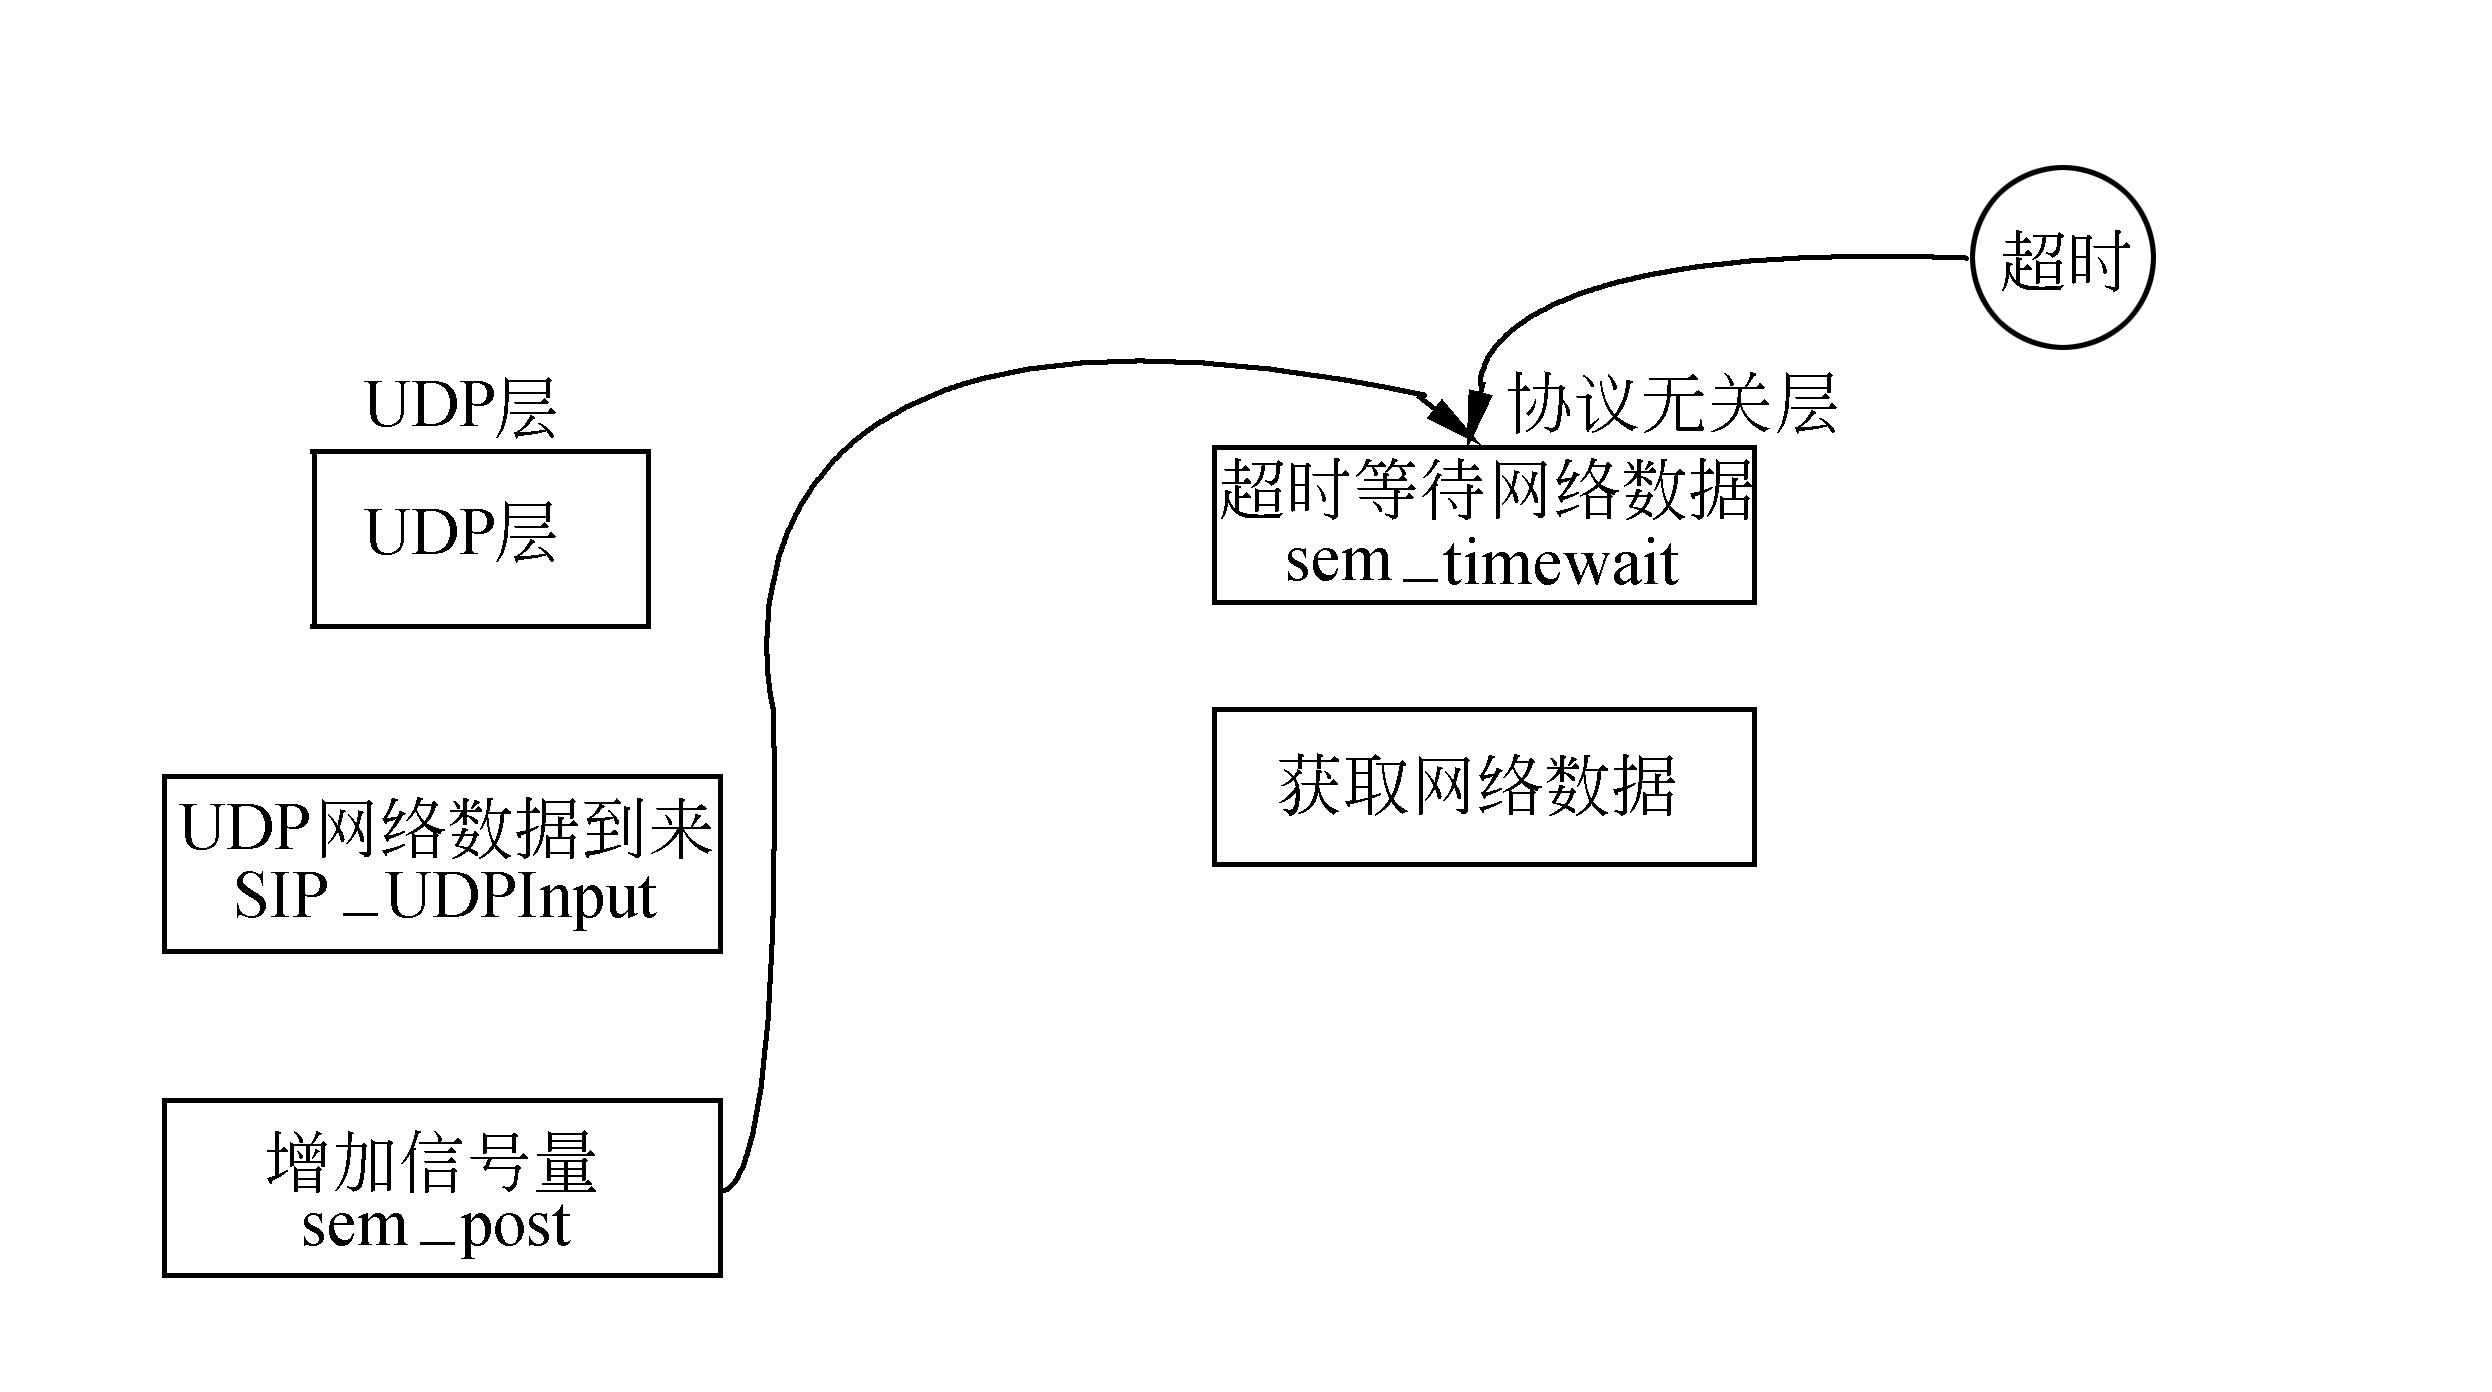 超时
UDP层
协议无关层
UDP层
超时等待网络数据
sem_timewait
UDP网络数据到来
SIP_UDPInput
获取网络数据
增加信号量
sem_post